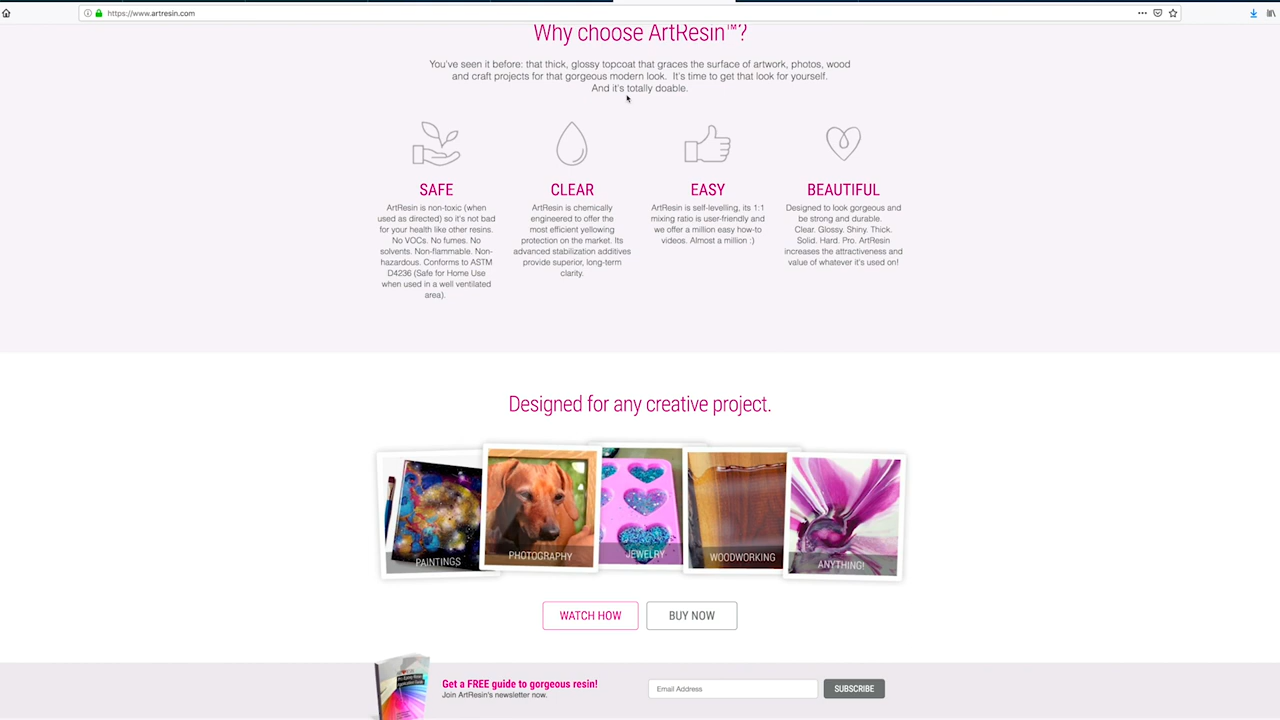 https://www.artresin.com
Why choose ArtResin™?
You've seen it before: that thick, glossy topcoat that graces the surface of artwork, photos, wood
and craft projects for that gorgeous modern look. It's time to get that look for yourself.
And it's totally doable.
SAFE
ArtResin is non-toxic (when
used as directed) so it's not bad
for your health like other resins.
No VOCs. No fumes. No
solvents. Non-flammable. Non-
hazardous. Conforms to ASTM
D4236 (Safe for Home Use
when used in a well ventilated
area).
CLEAR
ArtResin is chemically
engineered to offer the
most efficient yellowing
protection on the market. Its
advanced stabilization additives
provide superior, long-term
clarity.
EASY
ArtResin is self-levelling, its 1:1
mixing ratio is user-friendly and
we offer a million easy how-to
videos. Almost a million :)
BEAUTIFUL
Designed to look gorgeous and
be strong and durable.
Clear. Glossy. Shiny. Thick.
Solid. Hard. Pro. ArtResin
increases the attractiveness and
value of whatever it's used on!
Designed for any creative project.
PAINTINGS
PHOTOGRAPHY
JEWELRY
WOODWORKING
ANYTHING!
WATCH HOW
BUY NOW
Get a FREE guide to gorgeous resin!
Join ArtResin's newsletter now.
Email Address
SUBSCRIBE